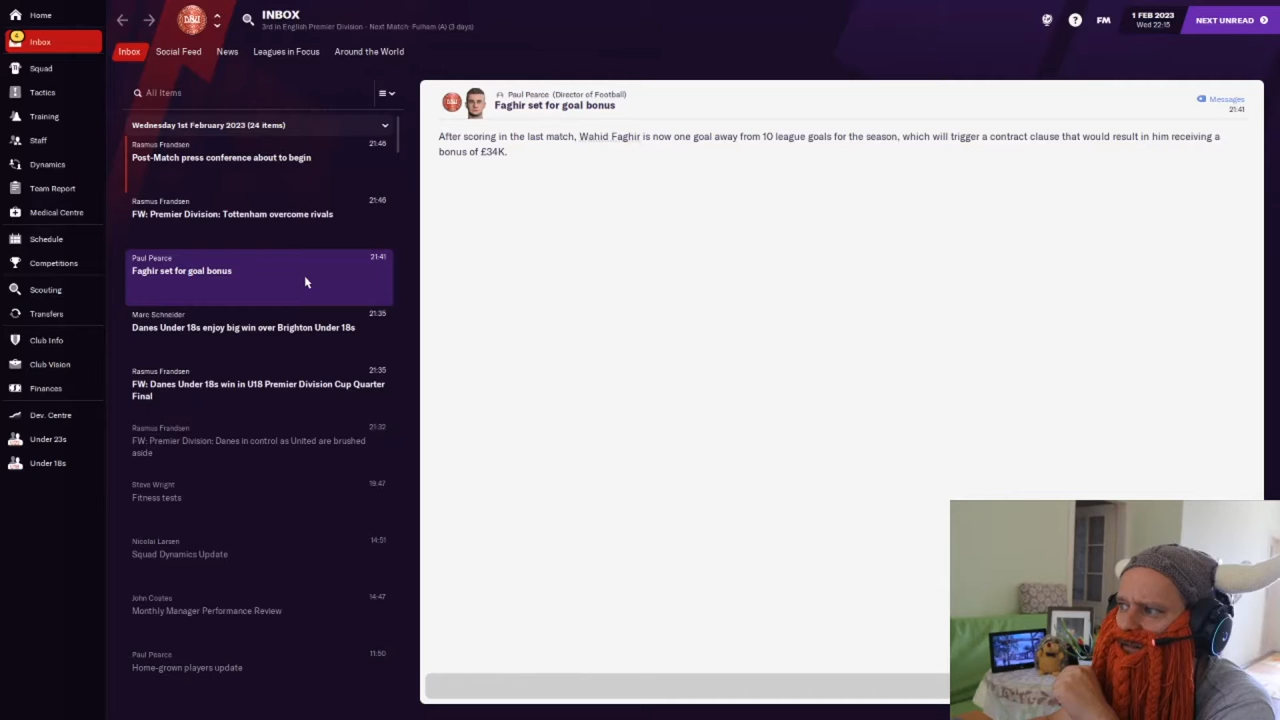 Home
4
Inbox
Squad
Tactics
Training
Staff
Dynamics
Team Report
Medical Centre
Schedule
Competitions
Scouting
Transfers
Club Info
Club Vision
Finances
Dev. Centre
Under 23s
Under 18s
DBU
INBOX
3rd in English Premier Division - Next Match: Fulham (A) (3 days)
?
FM
1 FEB 2023
Wed 22:15
NEXT UNREAD
Inbox
Social Feed
News
Leagues in Focus
Around the World
All Items
Wednesday 1st February 2023 (24 items)
Rasmus Frandsen
21:48
Post-Match press conference about to begin
Rasmus Frandsen
21:46
FW: Premier Division: Tottenham overcome rivals
Paul Pearce
21:41
Faghir set for goal bonus
Marc Schneider
21:35
Danes Under 18s enjoy big win over Brighton Under 18s
Rasmus Frandsen
21:35
FW: Danes Under 18s win in U18 Premier Division Cup Quarter
Final
Rasmus Frandsen
21:32
FW: Premier Division: Danes in control as United are brushed
aside
Steve Wright
19:47
Fitness tests
Nicolai Larsen
14:51
Squad Dynamics Update
John Coates
14:47
Monthly Manager Performance Review
Paul Pearce
11:50
Home-grown players update
DBU
Paul Pearce (Director of Football)
Faghir set for goal bonus
Messages
21:41
After scoring in the last match, Wahid Faghir is now one goal away from 10 league goals for the season, which will trigger a contract clause that would result in him receiving a
bonus of £34K.